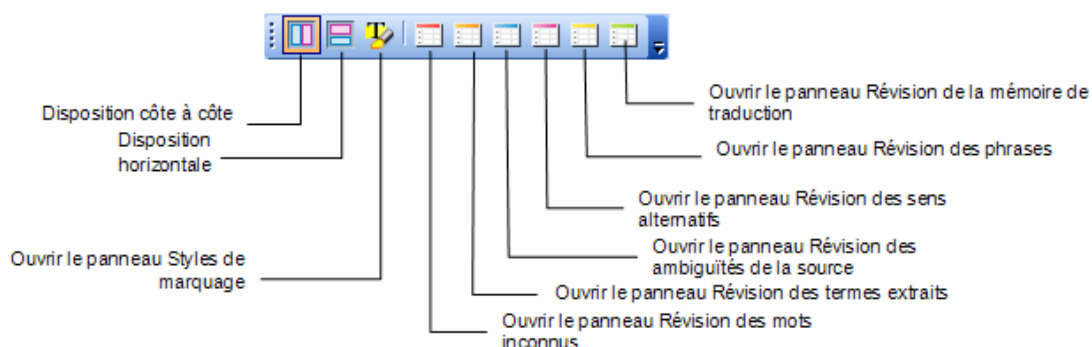 Disposition côte à côte
Disposition
horizontale
Ouvrir le panneau Styles de
marquage
Ouvrir le panneau Révision de la mémoire de
traduction
Ouvrir le panneau Révision des phrases
Ouvrir le panneau Révision des sens
alternatifs
Ouvrir le panneau Révision des
ambiguïtés de la source
Ouvrir le panneau Révision des termes extraits
Ouvrir le panneau Révision des mots
inconnus